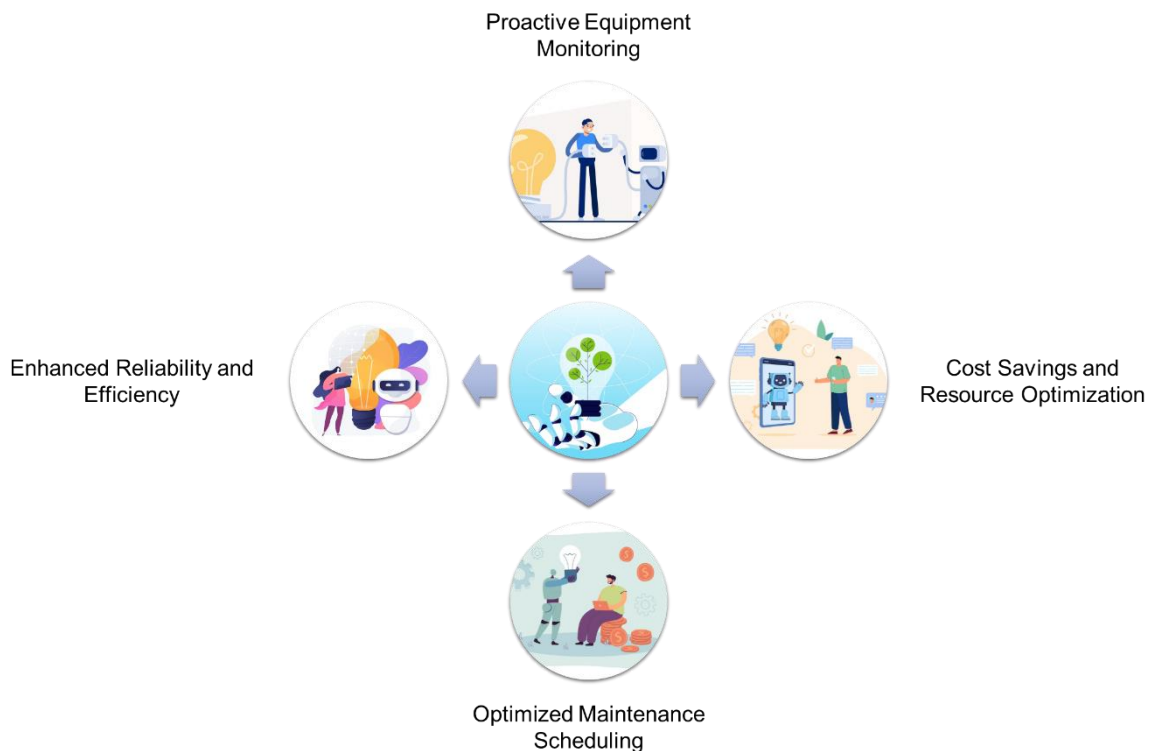 Proactive Equipment
Monitoring
Enhanced Reliability and
Efficiency
Cost Savings and
Resource Optimization
Optimized Maintenance
Scheduling